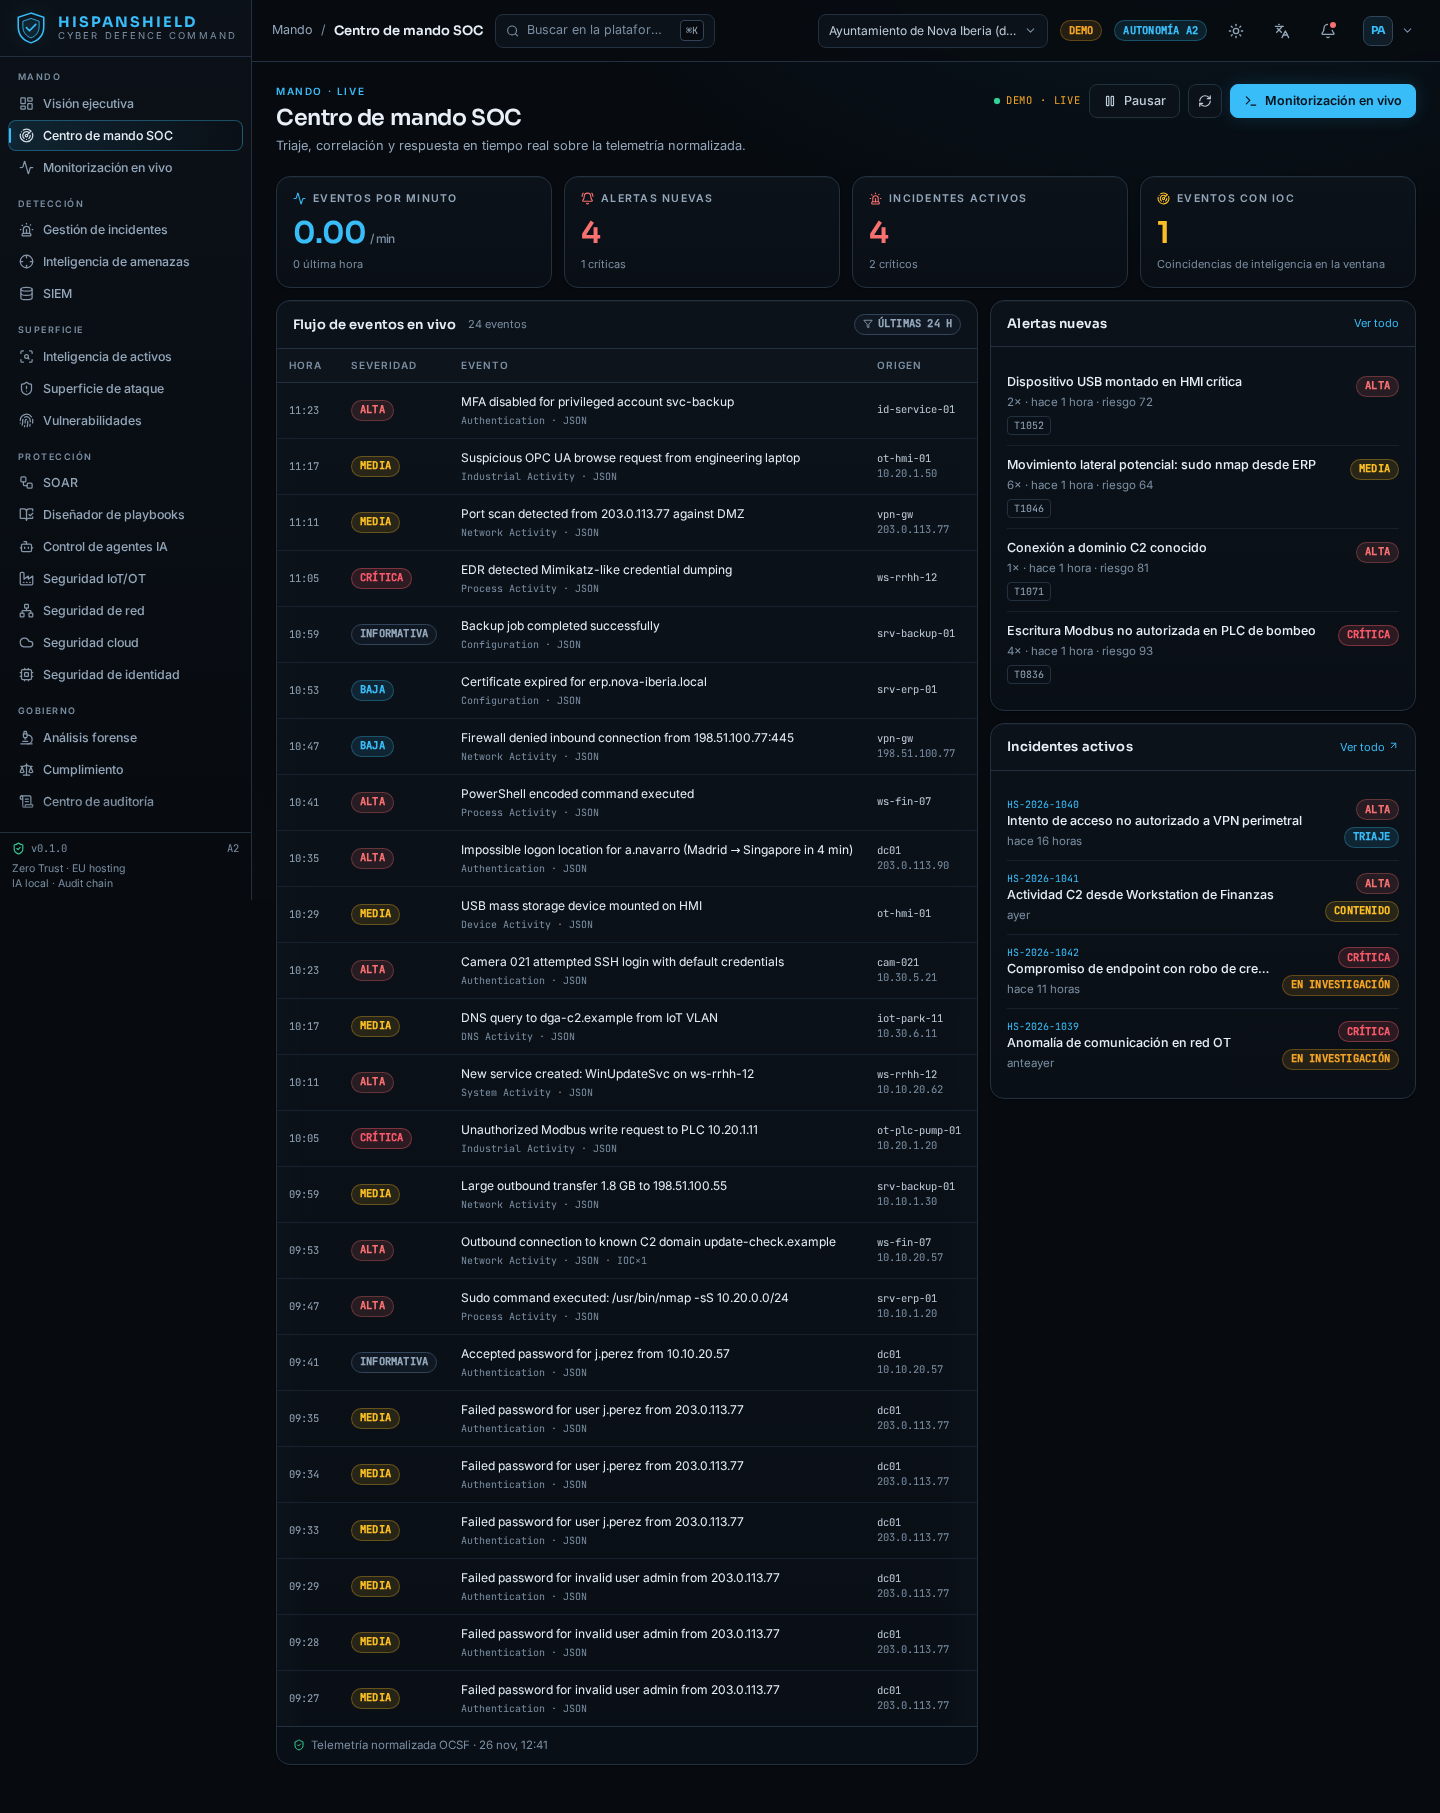 HISPANSHIELD
CYBER DEFENCE COMMAND
MANDO
Visión ejecutiva
Centro de mando SOC
Monitorización en vivo
DETECCIÓN
Gestión de incidentes
Inteligencia de amenazas
SIEM
SUPERFICIE
Inteligencia de activos
Superficie de ataque
Vulnerabilidades
PROTECCIÓN
SOAR
Diseñador de playbooks
Control de agentes IA
Seguridad IoT/OT
Seguridad de red
Seguridad cloud
Seguridad de identidad
GOBIERNO
Análisis forense
Cumplimiento
Centro de auditoría
v0.1.0 A2
Zero Trust · EU hosting
IA local · Audit chain
Mando / Centro de mando SOC
Buscar en la platafor... ⌘K
Ayuntamiento de Nova Iberia (d...
DEMO
AUTONOMÍA A2
PA
MANDO · LIVE
Centro de mando SOC
Triaje, correlación y respuesta en tiempo real sobre la telemetría normalizada.
DEMO · LIVE
Pausar
Monitorización en vivo
EVENTOS POR MINUTO
0.00 /min
0 última hora
ALERTAS NUEVAS
4
1 críticas
INCIDENTES ACTIVOS
4
2 críticos
EVENTOS CON IOC
1
Coincidencias de inteligencia en la ventana
Flujo de eventos en vivo 24 eventos ÚLTIMAS 24 H
HORA SEVERIDAD EVENTO ORIGEN
11:23 ALTA MFA disabled for privileged account svc-backup id-service-01
Authentication · JSON
11:17 MEDIA Suspicious OPC UA browse request from engineering laptop ot-hmi-01
Industrial Activity · JSON 10.20.1.50
11:11 MEDIA Port scan detected from 203.0.113.77 against DMZ vpn-gw
Network Activity · JSON 203.0.113.77
11:05 CRÍTICA EDR detected Mimikatz-like credential dumping ws-rrhh-12
Process Activity · JSON
10:59 INFORMATIVA Backup job completed successfully srv-backup-01
Configuration · JSON
10:53 BAJA Certificate expired for erp.nova-iberia.local srv-erp-01
Configuration · JSON
10:47 BAJA Firewall denied inbound connection from 198.51.100.77:445 vpn-gw
Network Activity · JSON 198.51.100.77
10:41 ALTA PowerShell encoded command executed ws-fin-07
Process Activity · JSON
10:35 ALTA Impossible logon location for a.navarro (Madrid → Singapore in 4 min) dc01
Authentication · JSON 203.0.113.90
10:29 MEDIA USB mass storage device mounted on HMI ot-hmi-01
Device Activity · JSON
10:23 ALTA Camera 021 attempted SSH login with default credentials cam-021
Authentication · JSON 10.30.5.21
10:17 MEDIA DNS query to dga-c2.example from IoT VLAN iot-park-11
DNS Activity · JSON 10.30.6.11
10:11 ALTA New service created: WinUpdateSvc on ws-rrhh-12 ws-rrhh-12
System Activity · JSON 10.10.20.62
10:05 CRÍTICA Unauthorized Modbus write request to PLC 10.20.1.11 ot-plc-pump-01
Industrial Activity · JSON 10.20.1.20
09:59 MEDIA Large outbound transfer 1.8 GB to 198.51.100.55 srv-backup-01
Network Activity · JSON 10.10.1.30
09:53 ALTA Outbound connection to known C2 domain update-check.example ws-fin-07
Network Activity · JSON · IOC×1 10.10.20.57
09:47 ALTA Sudo command executed: /usr/bin/nmap -sS 10.20.0.0/24 srv-erp-01
Process Activity · JSON 10.10.1.20
09:41 INFORMATIVA Accepted password for j.perez from 10.10.20.57 dc01
Authentication · JSON 10.10.20.57
09:35 MEDIA Failed password for user j.perez from 203.0.113.77 dc01
Authentication · JSON 203.0.113.77
09:34 MEDIA Failed password for user j.perez from 203.0.113.77 dc01
Authentication · JSON 203.0.113.77
09:33 MEDIA Failed password for user j.perez from 203.0.113.77 dc01
Authentication · JSON 203.0.113.77
09:29 MEDIA Failed password for invalid user admin from 203.0.113.77 dc01
Authentication · JSON 203.0.113.77
09:28 MEDIA Failed password for invalid user admin from 203.0.113.77 dc01
Authentication · JSON 203.0.113.77
09:27 MEDIA Failed password for invalid user admin from 203.0.113.77 dc01
Authentication · JSON 203.0.113.77
Telemetría normalizada OCSF · 26 nov, 12:41
Alertas nuevas Ver todo
Dispositivo USB montado en HMI crítica ALTA
2× · hace 1 hora · riesgo 72
T1052
Movimiento lateral potencial: sudo nmap desde ERP MEDIA
6× · hace 1 hora · riesgo 64
T1046
Conexión a dominio C2 conocido ALTA
1× · hace 1 hora · riesgo 81
T1071
Escritura Modbus no autorizada en PLC de bombeo CRÍTICA
4× · hace 1 hora · riesgo 93
T0836
Incidentes activos Ver todo
HS-2026-1040 ALTA
Intento de acceso no autorizado a VPN perimetral
hace 16 horas TRIAJE
HS-2026-1041 ALTA
Actividad C2 desde Workstation de Finanzas
ayer CONTENIDO
HS-2026-1042 CRÍTICA
Compromiso de endpoint con robo de cre...
hace 11 horas EN INVESTIGACIÓN
HS-2026-1039 CRÍTICA
Anomalía de comunicación en red OT
anteayer EN INVESTIGACIÓN